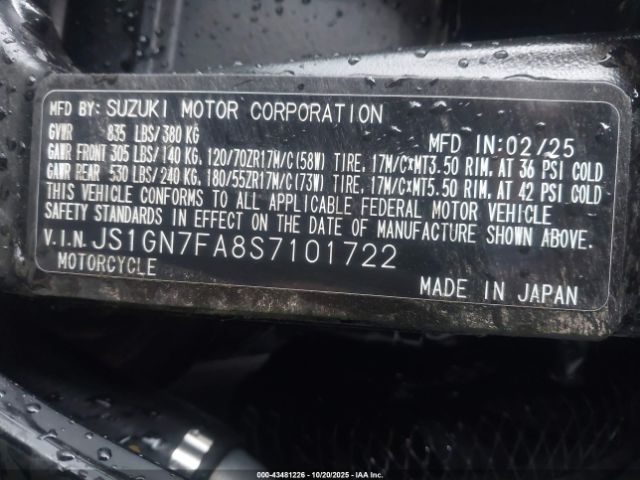 MFD BY: SUZUKI MOTOR CORPORATION
GVWR 835 LBS/380 KG MFD IN:02/25
GAWR FRONT 305 LBS/140 KG, 120/70ZR17M/C(58W) TIRE, 17M/C×MT3.50 RIM, AT 36 PSI COLD
GAWR REAR 530 LBS/240 KG, 180/55ZR17M/C(73W) TIRE, 17M/C×MT5.50 RIM, AT 42 PSI COLD
THIS VEHICLE CONFORMS TO ALL APPLICABLE FEDERAL MOTOR VEHICLE
SAFETY STANDARDS IN EFFECT ON THE DATE OF MANUFACTURE SHOWN ABOVE.
V.I.N. JS1GN7FA8S7101722
MOTORCYCLE
MADE IN JAPAN
000-43481226 - 10/20/2025 - IAAI, Inc.